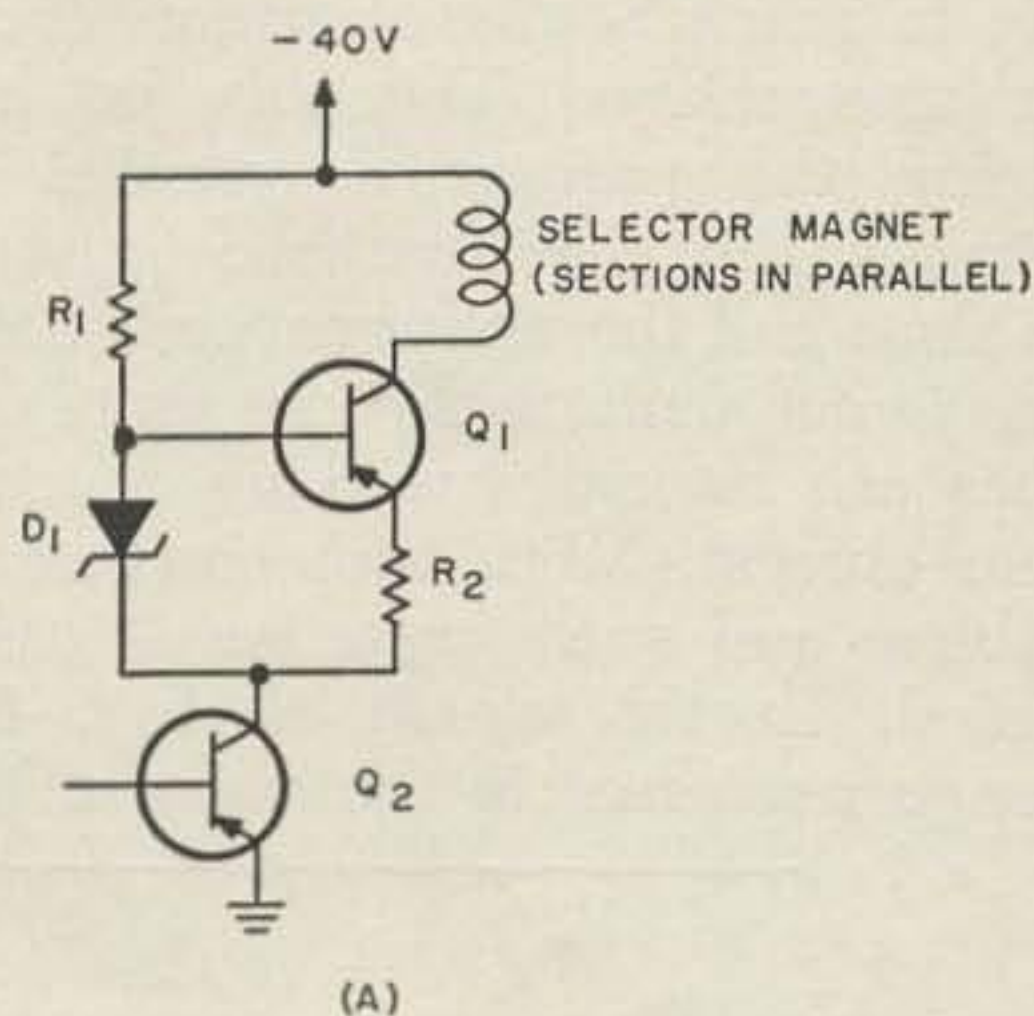 - 40V
SELECTOR MAGNET
(SECTIONS IN PARALLEL)
R1
Q1
D1
R2
Q2
(A)